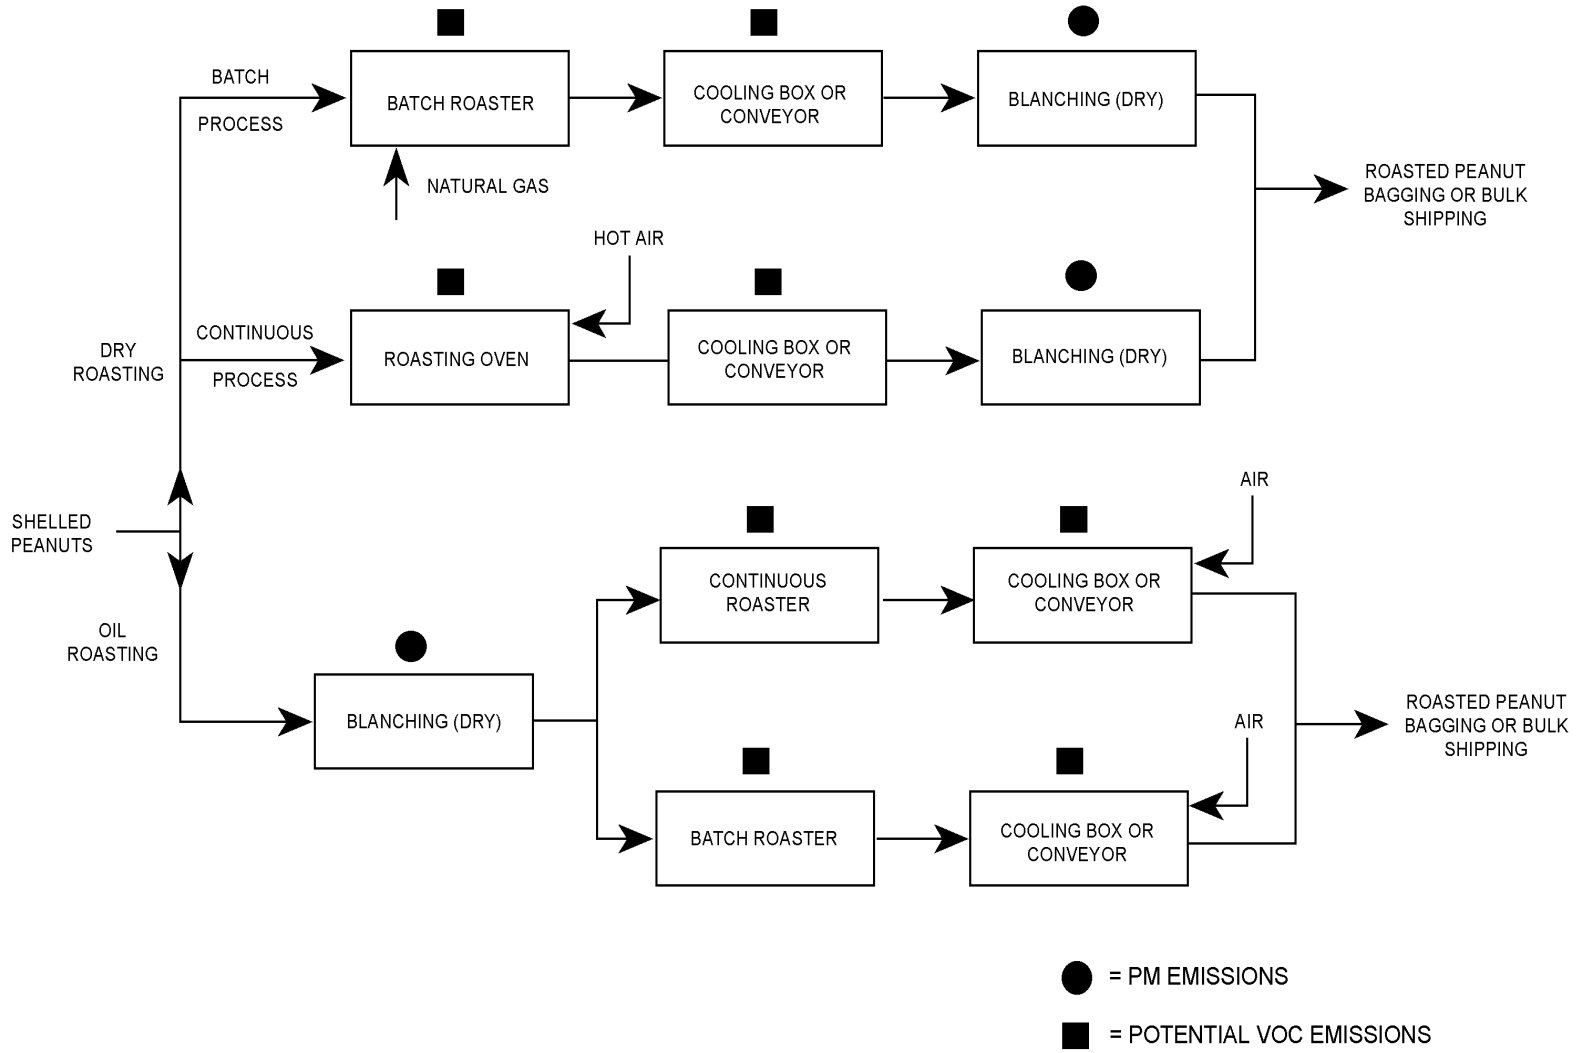 BATCH
PROCESS
BATCH ROASTER
COOLING BOX OR
CONVEYOR
BLANCHING (DRY)
NATURAL GAS
ROASTED PEANUT
BAGGING OR BULK
SHIPPING
HOT AIR
DRY
ROASTING
CONTINUOUS
PROCESS
ROASTING OVEN
COOLING BOX OR
CONVEYOR
BLANCHING (DRY)
SHELLED
PEANUTS
AIR
CONTINUOUS
ROASTER
COOLING BOX OR
CONVEYOR
OIL
ROASTING
BLANCHING (DRY)
AIR
BATCH ROASTER
COOLING BOX OR
CONVEYOR
ROASTED PEANUT
BAGGING OR BULK
SHIPPING
= PM EMISSIONS
= POTENTIAL VOC EMISSIONS